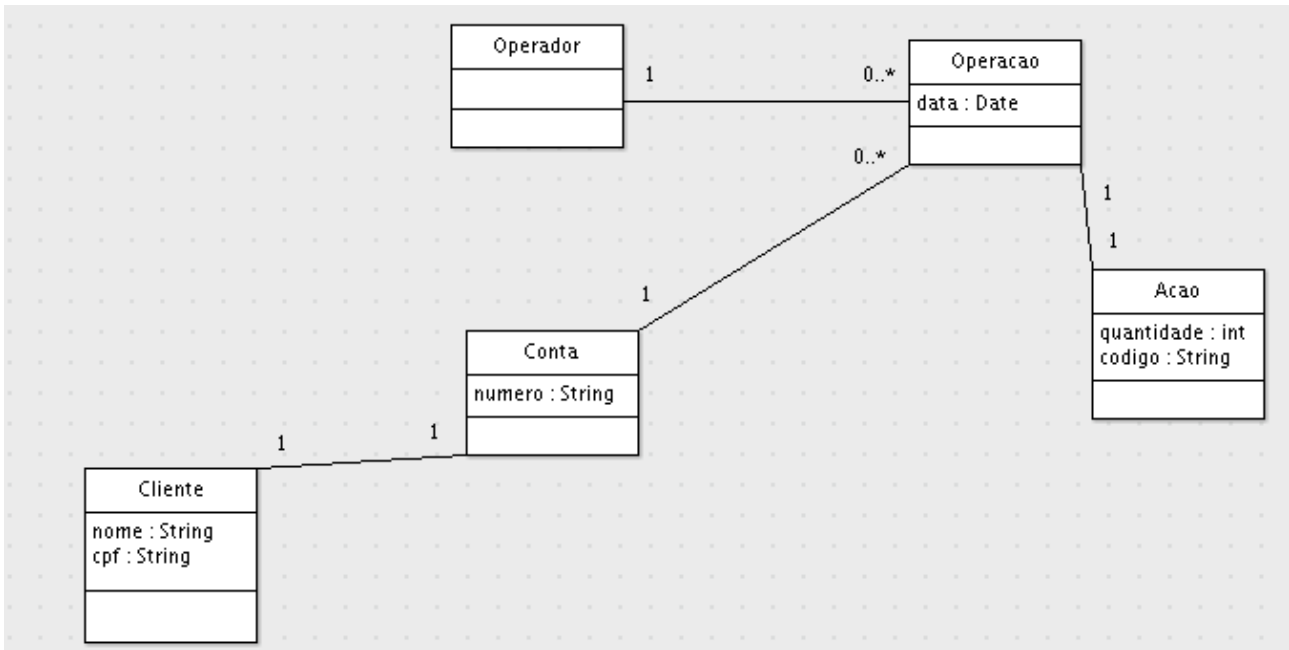 Operador
1
0..*
Operacao
data : Date
0..*
1
1
1
Acao
quantidade : int
codigo : String
Conta
numero : String
1
1
Cliente
nome : String
cpf : String